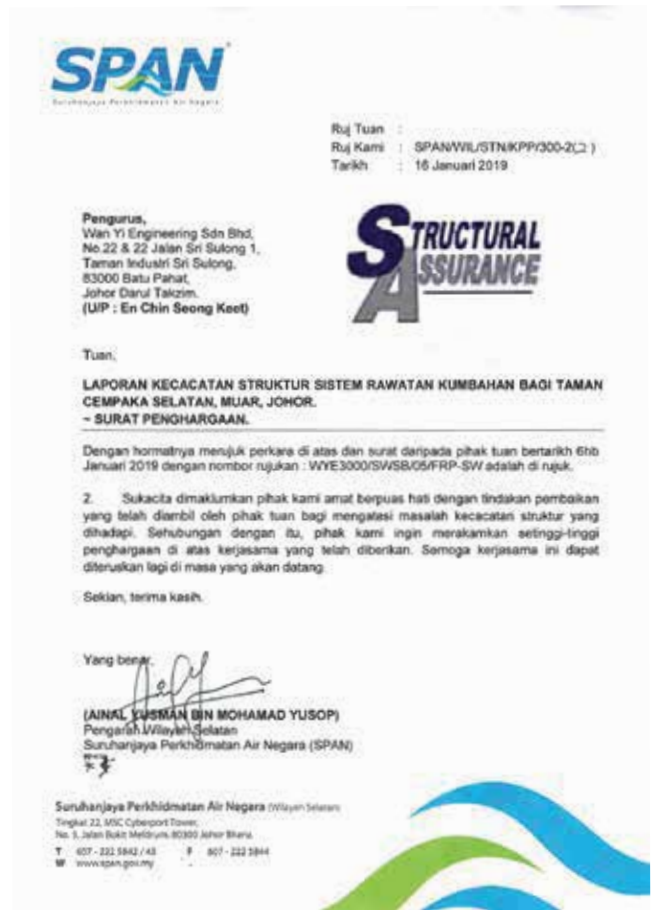 SPAN
Suruhanjaya Perkhidmatan Air Negara
Ruj Tuan :
Ruj Kami : SPAN/WIL/STN/KPP/300-2(2)
Tarikh : 16 Januari 2019
Pengurus,
Wan Yi Engineering Sdn Bhd,
No.22 & 22 Jalan Sri Sulong 1,
Taman Industri Sri Sulong,
83000 Batu Pahat,
Johor Darul Takzim.
(U/P : En Chin Seong Keet)
STRUCTURAL
ASSURANCE
Tuan,
LAPORAN KECACATAN STRUKTUR SISTEM RAWATAN KUMBAHAN BAGI TAMAN
CEMPAKA SELATAN, MUAR, JOHOR.
~ SURAT PENGHARGAAN.
Dengan hormatnya merujuk perkara di atas dan surat daripada pihak tuan bertarikh 6hb
Januari 2019 dengan nombor rujukan : WYE3000/SWSB/05/FRP-SW adalah di rujuk.
2. Sukacita dimaklumkan pihak kami amat berpuas hati dengan tindakan pembaikan
yang telah diambil oleh pihak tuan bagi mengatasi masalah kecacatan struktur yang
dihadapi. Sehubungan dengan itu, pihak kami ingin merakamkan setinggi-tinggi
penghargaan di atas kerjasama yang telah diberikan. Semoga kerjasama ini dapat
diteruskan lagi di masa yang akan datang.
Sekian, terima kasih.
Yang benar,
(AINAL YUSMAN BIN MOHAMAD YUSOP)
Pengarah Wilayah Selatan
Suruhanjaya Perkhidmatan Air Negara (SPAN)
Suruhanjaya Perkhidmatan Air Negara (Wilayah Selatan)
Tingkat 22, MSC Cyberport Tower,
No. 5, Jalan Bukit Meldrum, 80300 Johor Bharu.
T 607 - 222 5842 / 43 F 607 - 222 5844
W www.span.gov.my